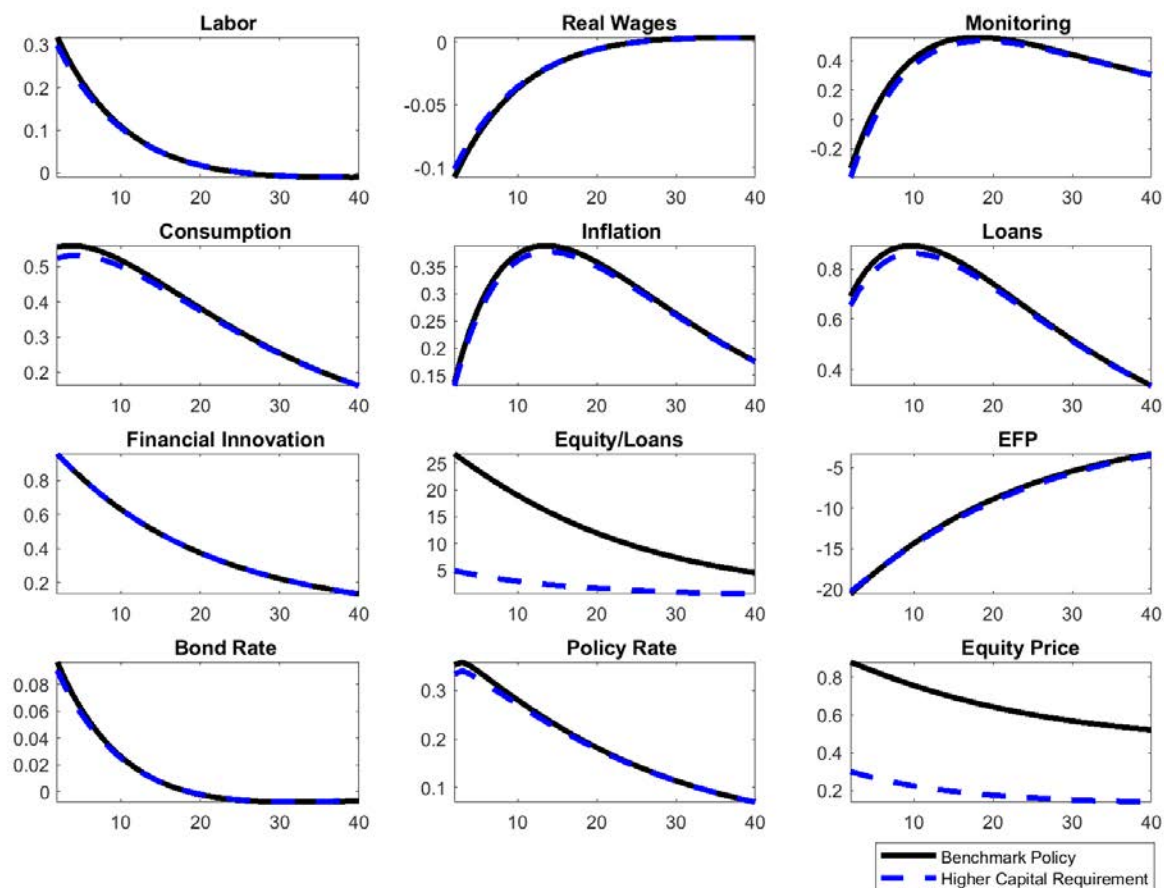 Labor
Real Wages
Monitoring
0.3
0.2
0.1
0
10 20 30 40
0
-0.05
-0.1
10 20 30 40
0.4
0.2
0
-0.2
10 20 30 40
Consumption
Inflation
Loans
0.5
0.4
0.3
0.2
10 20 30 40
0.35
0.3
0.25
0.2
0.15
10 20 30 40
0.8
0.6
0.4
10 20 30 40
Financial Innovation
Equity/Loans
EFP
0.8
0.6
0.4
0.2
10 20 30 40
25
20
15
10
5
10 20 30 40
-5
-10
-15
-20
10 20 30 40
Bond Rate
Policy Rate
Equity Price
0.08
0.06
0.04
0.02
0
10 20 30 40
0.3
0.2
0.1
10 20 30 40
0.8
0.6
0.4
0.2
10 20 30 40
Benchmark Policy
Higher Capital Requirement